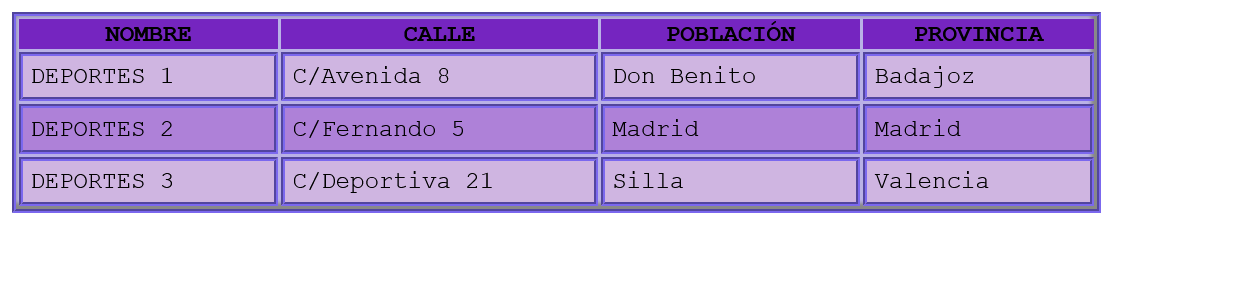 NOMBRE CALLE POBLACIÓN PROVINCIA
DEPORTES 1 C/Avenida 8 Don Benito Badajoz
DEPORTES 2 C/Fernando 5 Madrid Madrid
DEPORTES 3 C/Deportiva 21 Silla Valencia